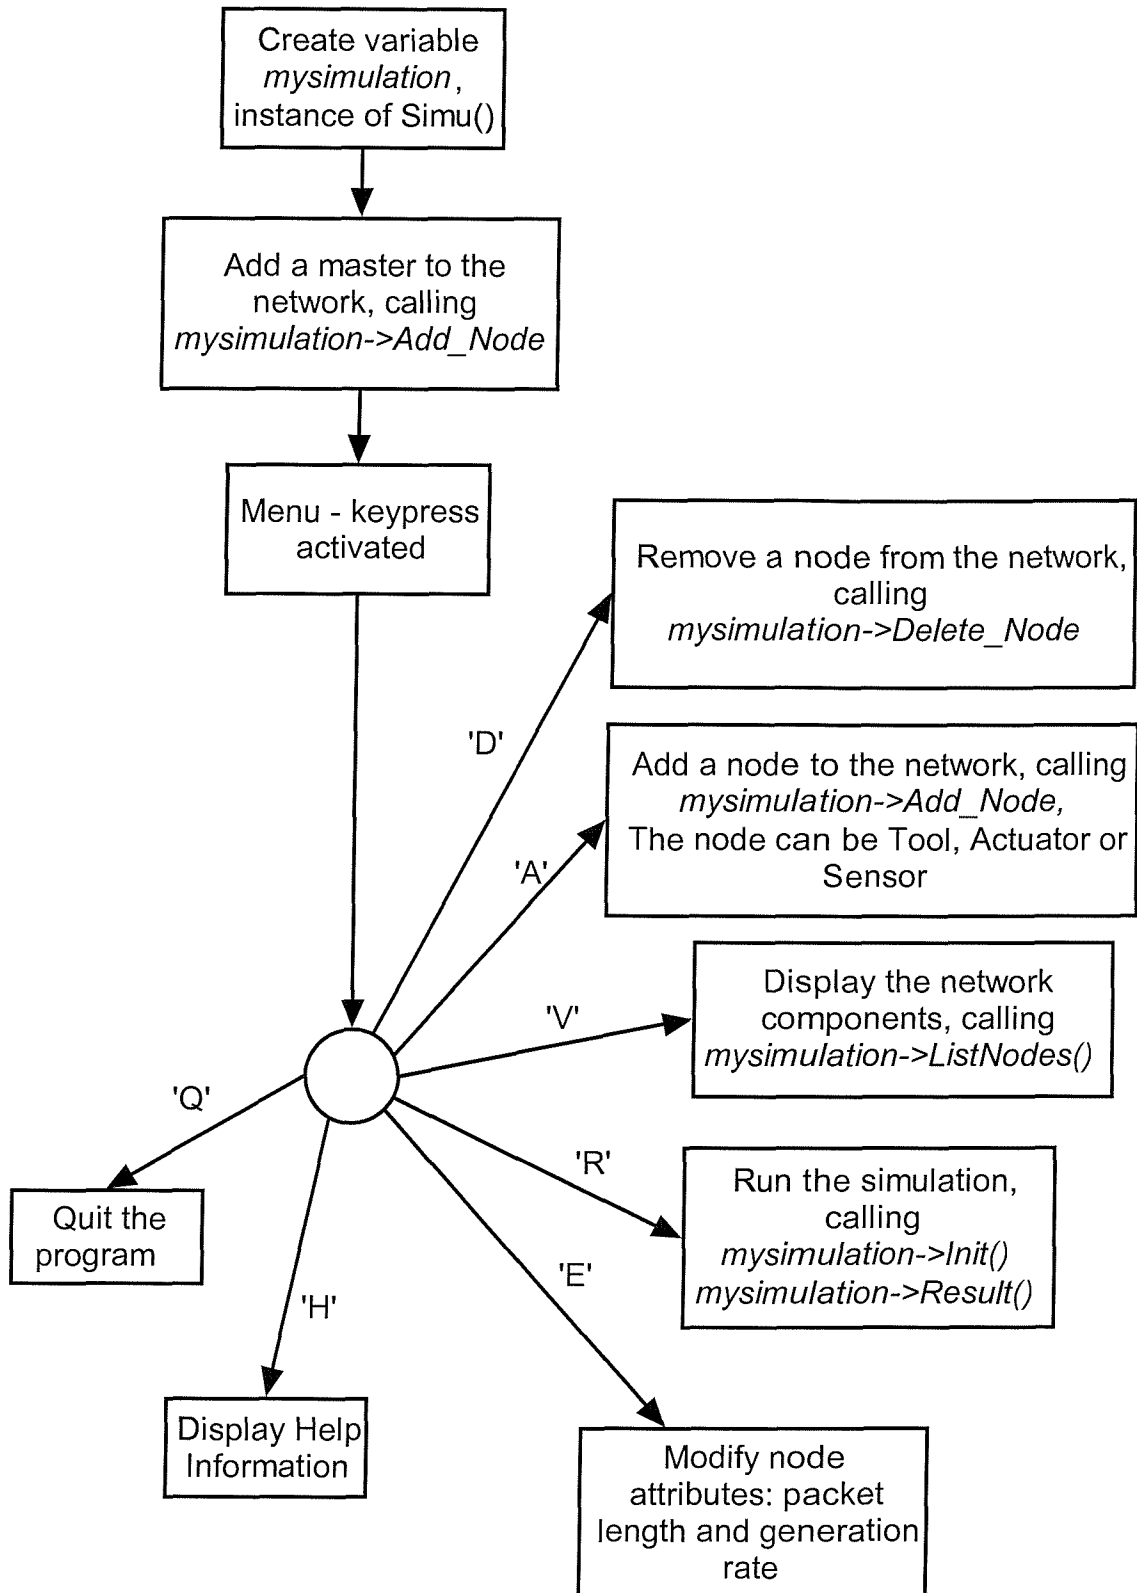 Create variable
mysimulation,
instance of Simu()
Add a master to the
network, calling
mysimulation->Add_Node
Menu - keypress
activated
Remove a node from the network,
calling
mysimulation->Delete_Node
'D'
Add a node to the network, calling
mysimulation->Add_Node,
The node can be Tool, Actuator or
Sensor
'A'
Display the network
components, calling
mysimulation->ListNodes()
'V'
'Q'
Quit the
program
'R'
Run the simulation,
calling
mysimulation->Init()
mysimulation->Result()
'H'
'E'
Display Help
Information
Modify node
attributes: packet
length and generation
rate